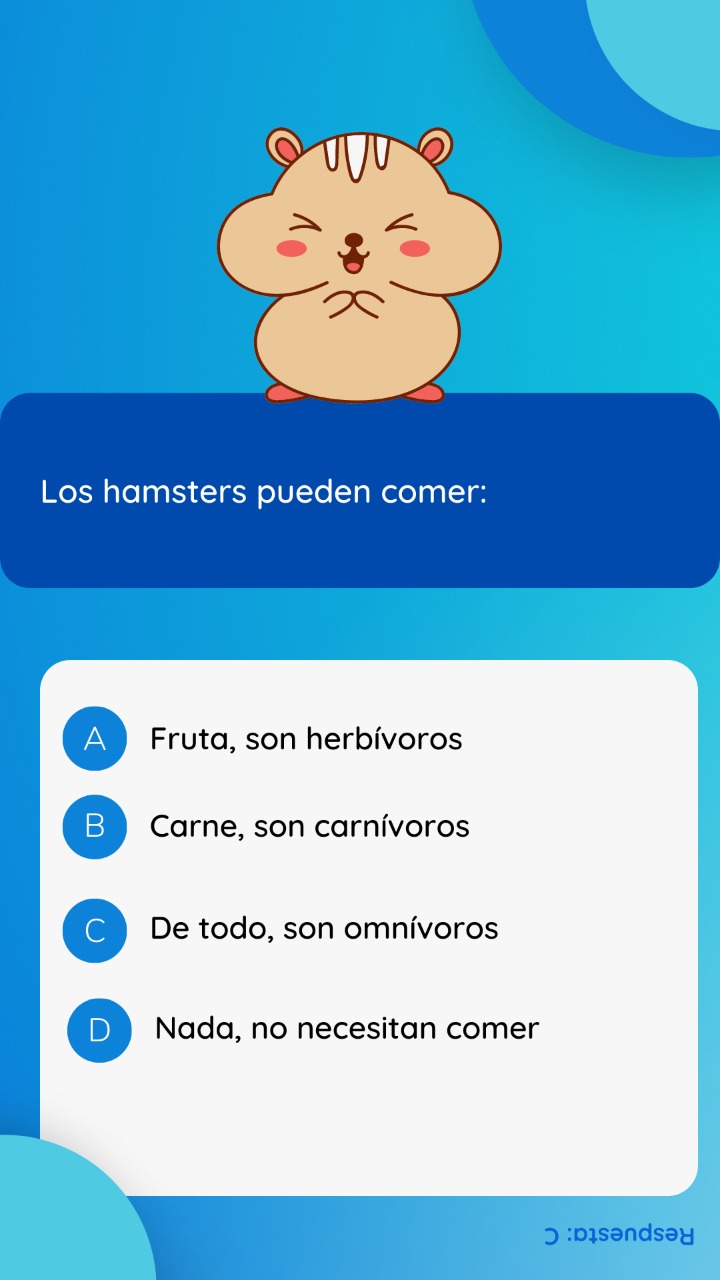 Los hamsters pueden comer:
A Fruta, son herbívoros
B Carne, son carnívoros
C De todo, son omnívoros
D Nada, no necesitan comer
Respuesta: C